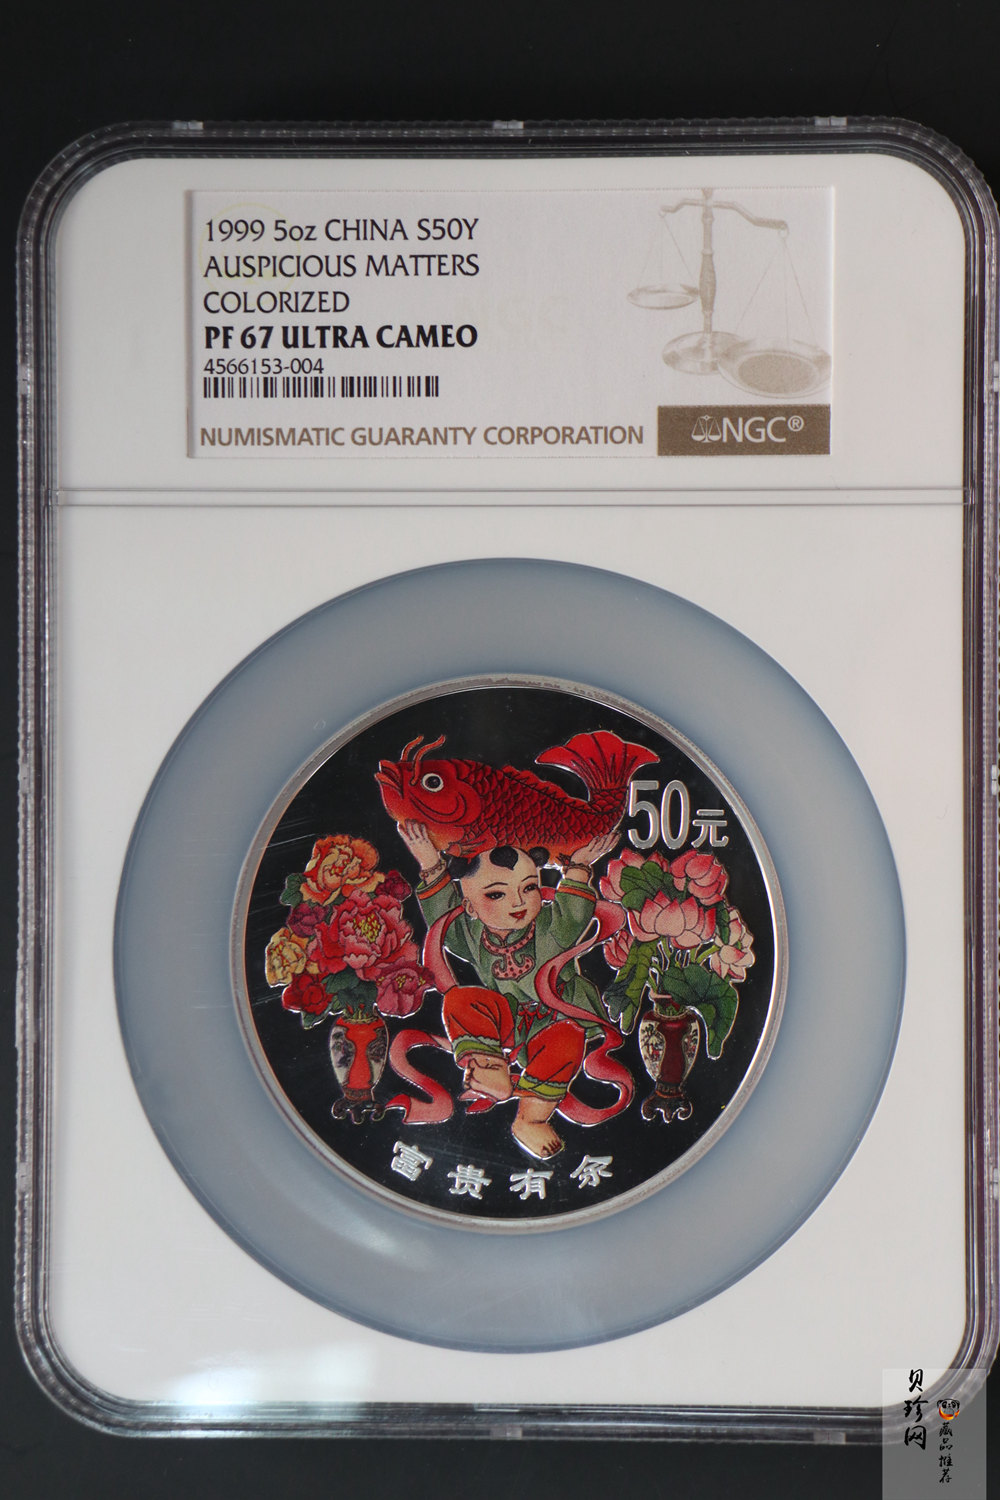 1999 5oz CHINA S50Y
AUSPICIOUS MATTERS
COLORIZED
PF 67 ULTRA CAMEO
4566153-004
NUMISMATIC GUARANTY CORPORATION
NGC®
50元
富贵有余
贝珍网
藏品推荐